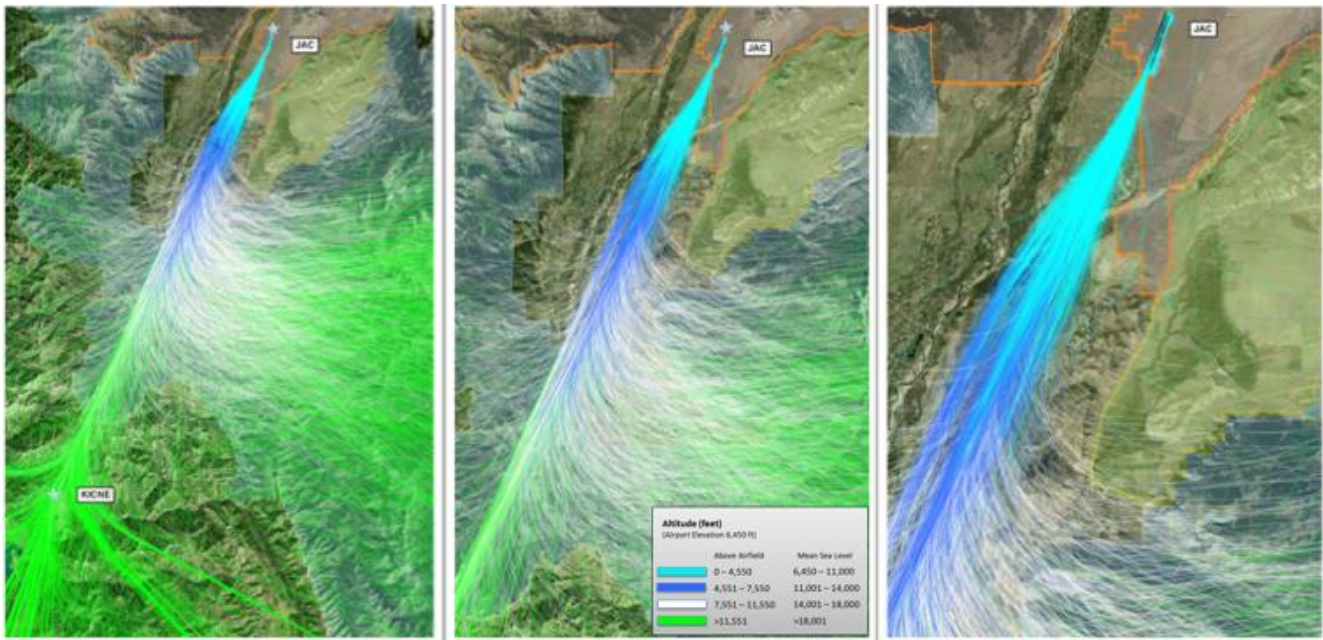 JAC
JAC
JAC
KICNE
Altitude (feet)
(Airport Elevation 6,450 ft)
Above Airfield Mean Sea Level
0 – 4,550 6,450 – 11,000
4,551 – 7,550 11,001 – 14,000
7,551 – 11,550 14,001 – 18,000
>11,551 >18,001